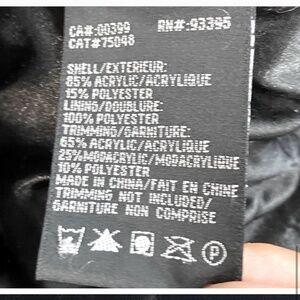 CA#:00399 RN#:93395
CAT#75048
SHELL/EXTERIEUR:
85% ACRYLIC/ACRYLIQUE
15% POLYESTER
LINING/DOUBLURE:
100% POLYESTER
TRIMMING/GARNITURE:
65% ACRYLIC/ACRYLIQUE
25% MODACRYLIC/MODACRYLIQUE
10% POLYESTER
MADE IN CHINA/FAIT EN CHINE
TRIMMING NOT INCLUDED/
GARNITURE NON COMPRISE
P